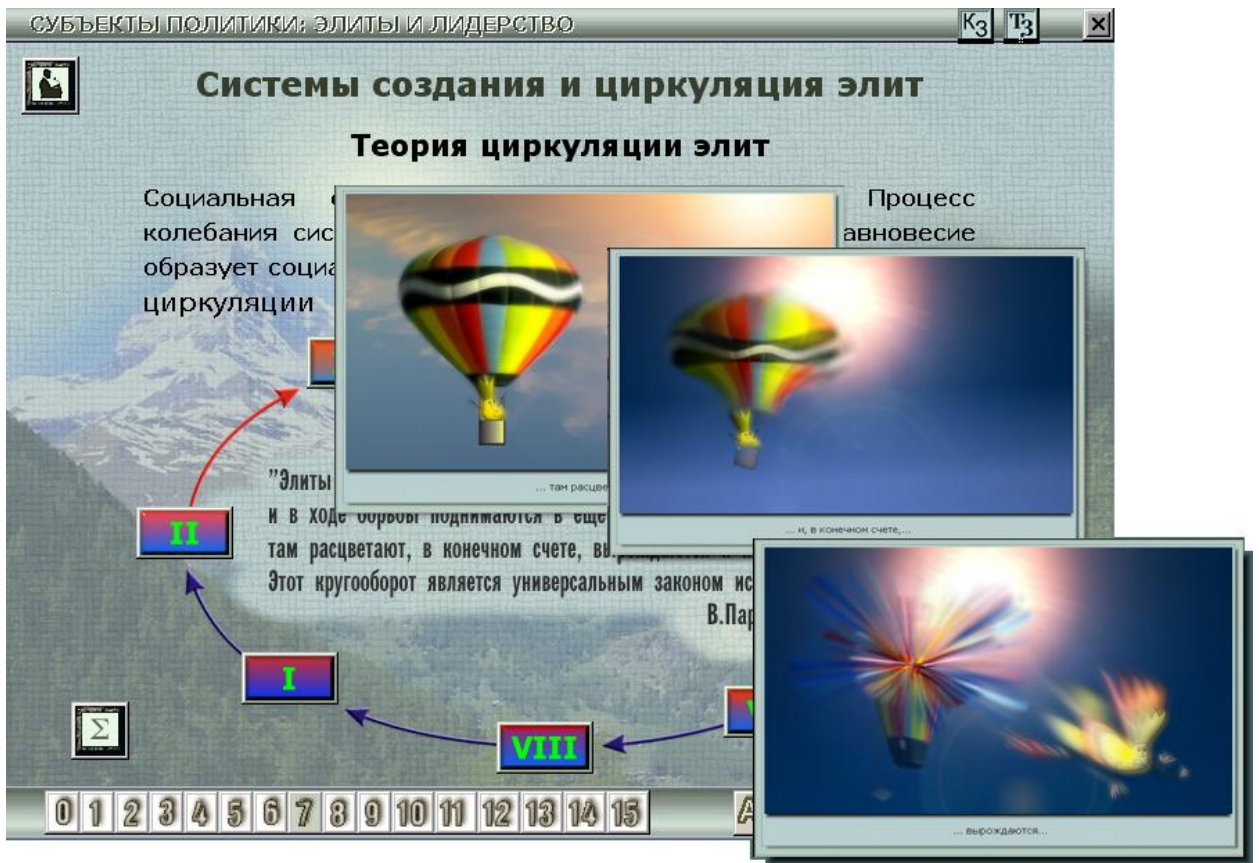 СУБЪЕКТЫ ПОЛИТИКИ: ЭЛИТЫ И ЛИДЕРСТВО
К3 Т3
Системы создания и циркуляция элит
Теория циркуляции элит
Социальная Процесс
колебания сис авновесие
образует социа
циркуляции
"Элиты
и в ходе борьбы поднимаются в еще
там расцветают, в конечном счете,
Этот кругооборот является универсальным законом ис
В.Пар
... там расцве
... и, в конечном счете,...
... вырождаются...
II
I
VIII
V
Σ
0 1 2 3 4 5 6 7 8 9 10 11 12 13 14 15